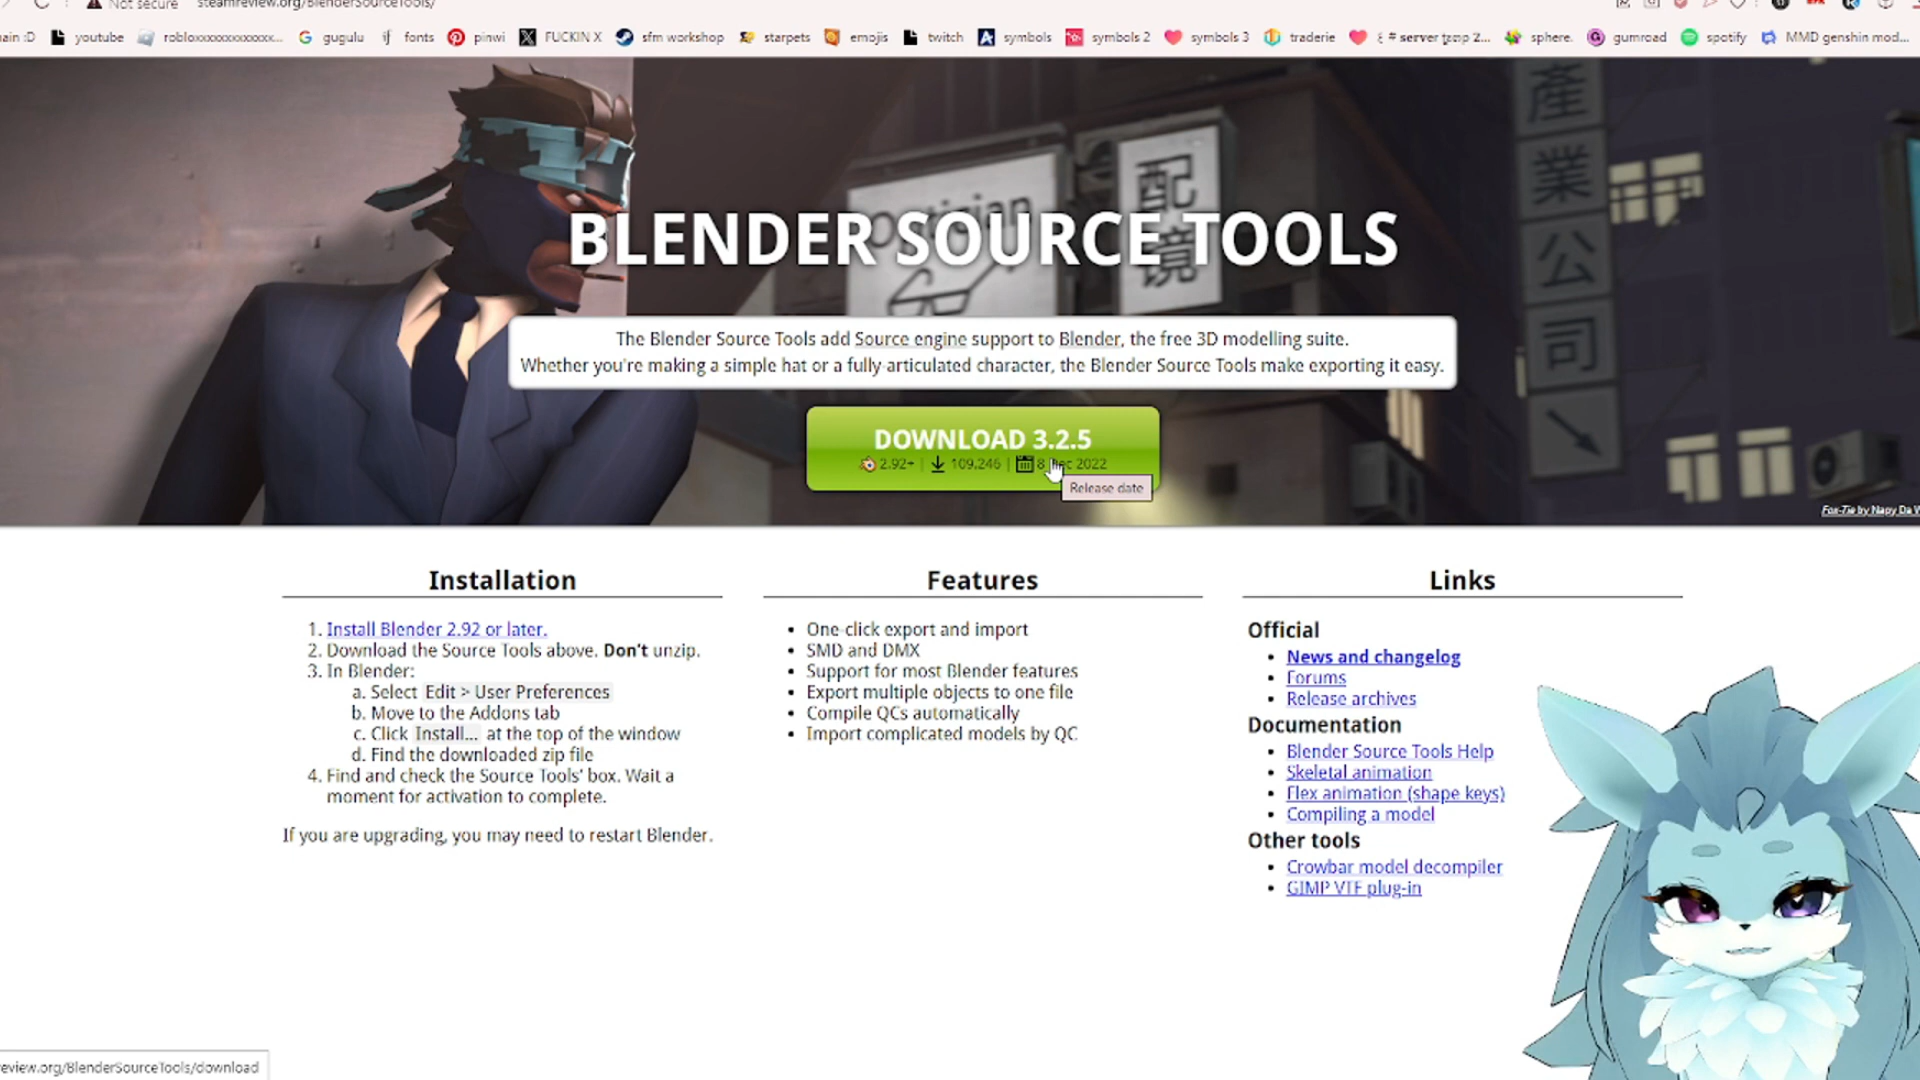 Not secure
steamreview.org/BlenderSourceTools/
ain :D
youtube
robloxxxxxxxxxxxxx...
gugulu
fonts
pinwi
FUCKIN X
sfm workshop
starpets
emojis
twitch
symbols
symbols 2
symbols 3
traderie
sphere.
gumroad
spotify
MMD genshin mod...
產
業
公
司
配
鏡
BLENDER SOURCE TOOLS
The Blender Source Tools add Source engine support to Blender, the free 3D modelling suite.
Whether you're making a simple hat or a fully-articulated character, the Blender Source Tools make exporting it easy.
DOWNLOAD 3.2.5
2.92+ | 109,246 | 8 Dec 2022
Release date
Fox-Tie by Napy Da W
Installation
1. Install Blender 2.92 or later.
2. Download the Source Tools above. Don't unzip.
3. In Blender:
a. Select Edit > User Preferences
b. Move to the Addons tab
c. Click Install... at the top of the window
d. Find the downloaded zip file
4. Find and check the Source Tools' box. Wait a
moment for activation to complete.
If you are upgrading, you may need to restart Blender.
Features
• One-click export and import
• SMD and DMX
• Support for most Blender features
• Export multiple objects to one file
• Compile QCs automatically
• Import complicated models by QC
Links
Official
• News and changelog
• Forums
• Release archives
Documentation
• Blender Source Tools Help
• Skeletal animation
• Flex animation (shape keys)
• Compiling a model
Other tools
• Crowbar model decompiler
• GIMP VTF plug-in
eview.org/BlenderSourceTools/download